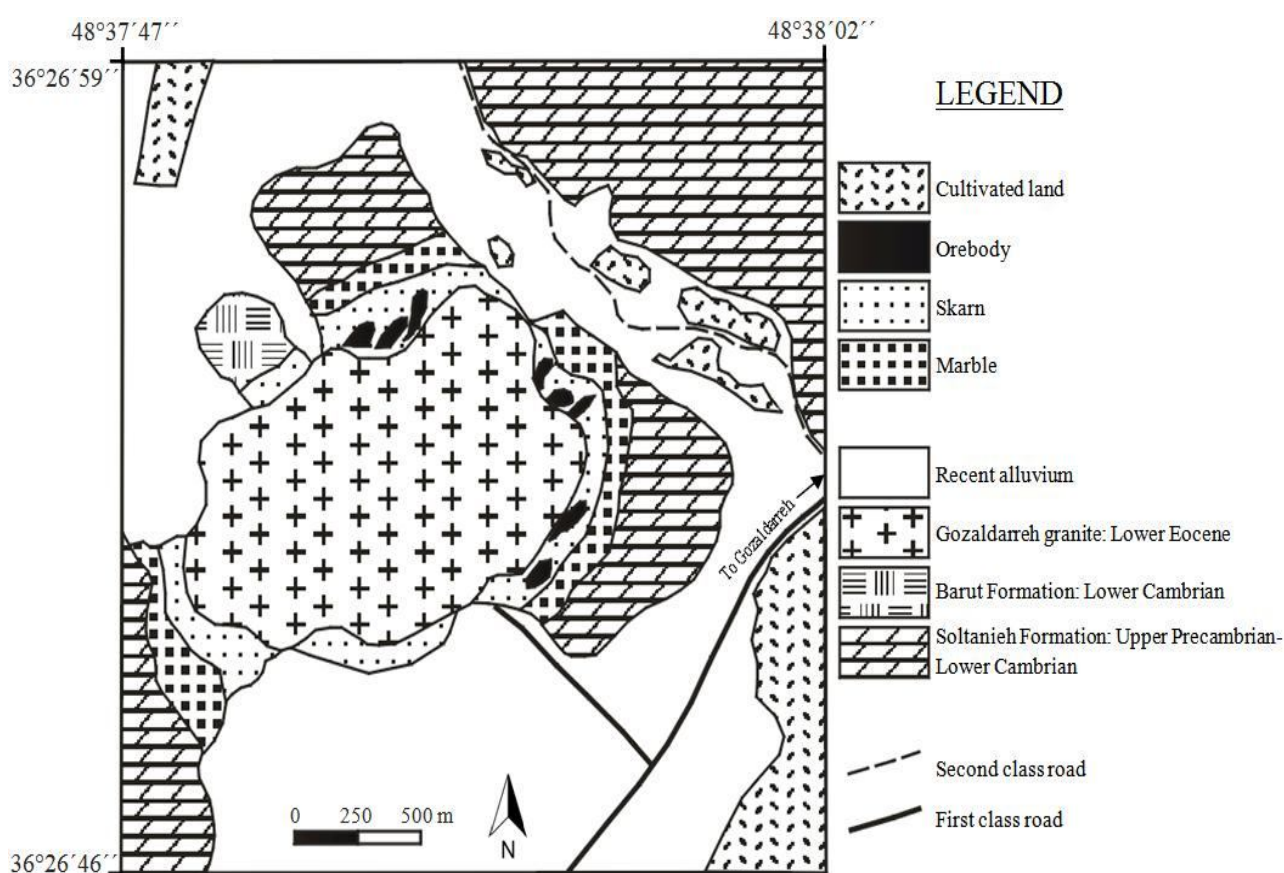 48°37´47´´
48°38´02´´
36°26´59´´
LEGEND
Cultivated land
Orebody
Skarn
Marble
Recent alluvium
Gozaldarreh granite: Lower Eocene
Barut Formation: Lower Cambrian
Soltanieh Formation: Upper Precambrian-
Lower Cambrian
To Gozaldarreh
Second class road
First class road
0 250 500 m
N
36°26´46´´